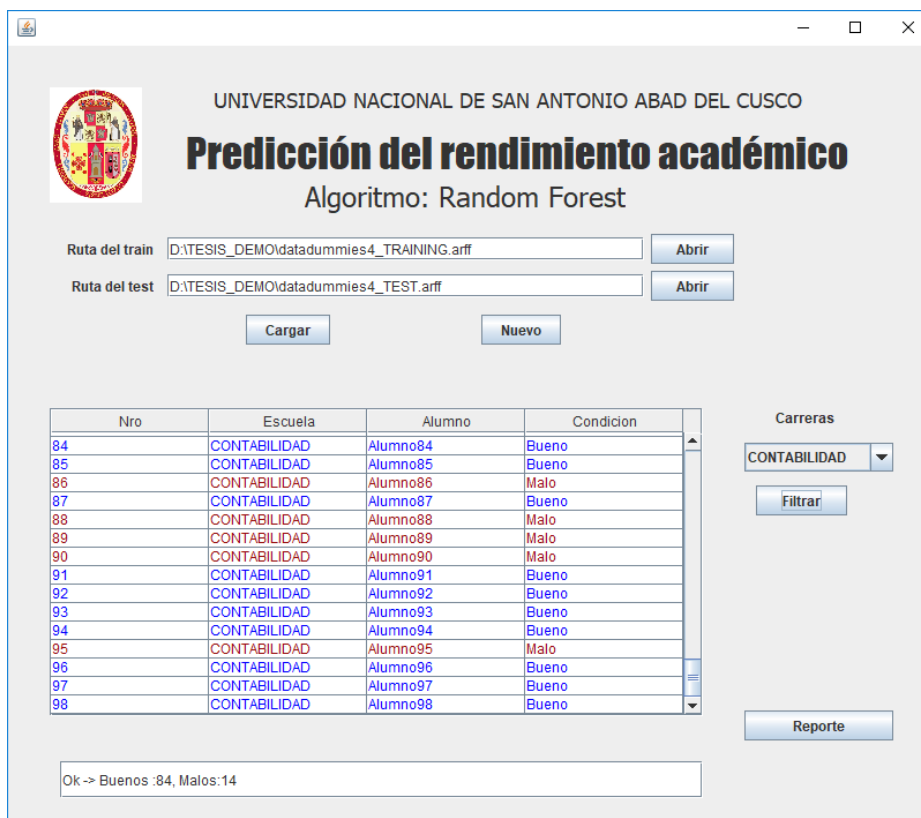 UNIVERSIDAD NACIONAL DE SAN ANTONIO ABAD DEL CUSCO
Predicción del rendimiento académico
Algoritmo: Random Forest
Ruta del train D:\TESIS_DEMO\datadummies4_TRAINING.arff Abrir
Ruta del test D:\TESIS_DEMO\datadummies4_TEST.arff Abrir
Cargar Nuevo
Nro Escuela Alumno Condicion
84 CONTABILIDAD Alumno84 Bueno
85 CONTABILIDAD Alumno85 Bueno
86 CONTABILIDAD Alumno86 Malo
87 CONTABILIDAD Alumno87 Bueno
88 CONTABILIDAD Alumno88 Malo
89 CONTABILIDAD Alumno89 Malo
90 CONTABILIDAD Alumno90 Malo
91 CONTABILIDAD Alumno91 Bueno
92 CONTABILIDAD Alumno92 Bueno
93 CONTABILIDAD Alumno93 Bueno
94 CONTABILIDAD Alumno94 Bueno
95 CONTABILIDAD Alumno95 Malo
96 CONTABILIDAD Alumno96 Bueno
97 CONTABILIDAD Alumno97 Bueno
98 CONTABILIDAD Alumno98 Bueno
Carreras
CONTABILIDAD
Filtrar
Reporte
Ok -> Buenos :84, Malos:14